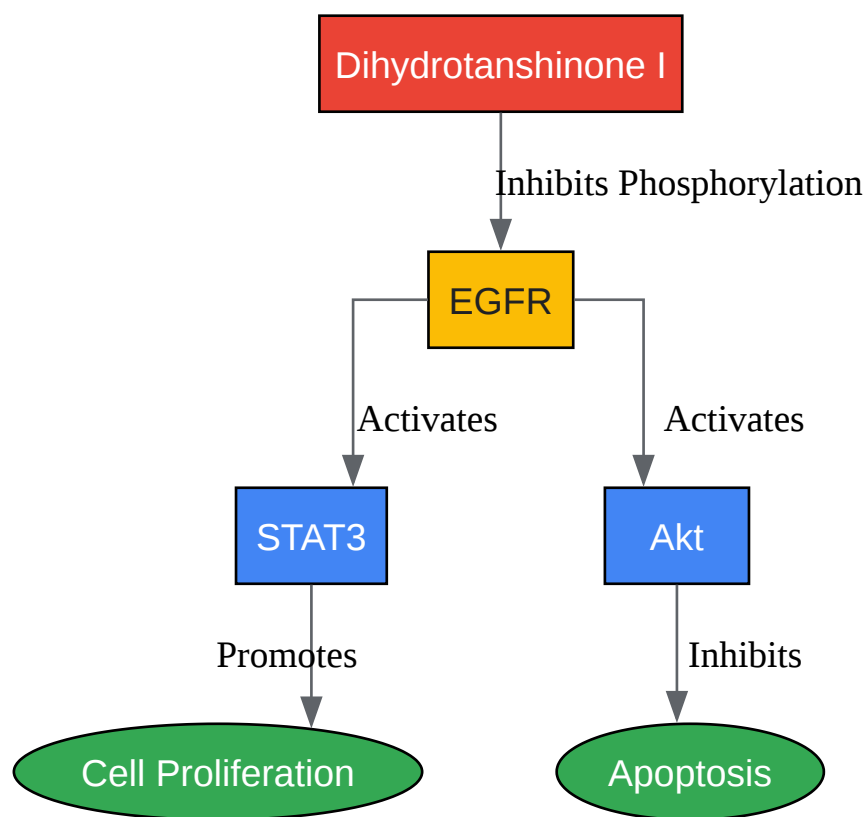 Dihydrotanshinone I
Inhibits Phosphorylation
EGFR
Activates
Activates
STAT3
Akt
Promotes
Inhibits
Cell Proliferation
Apoptosis